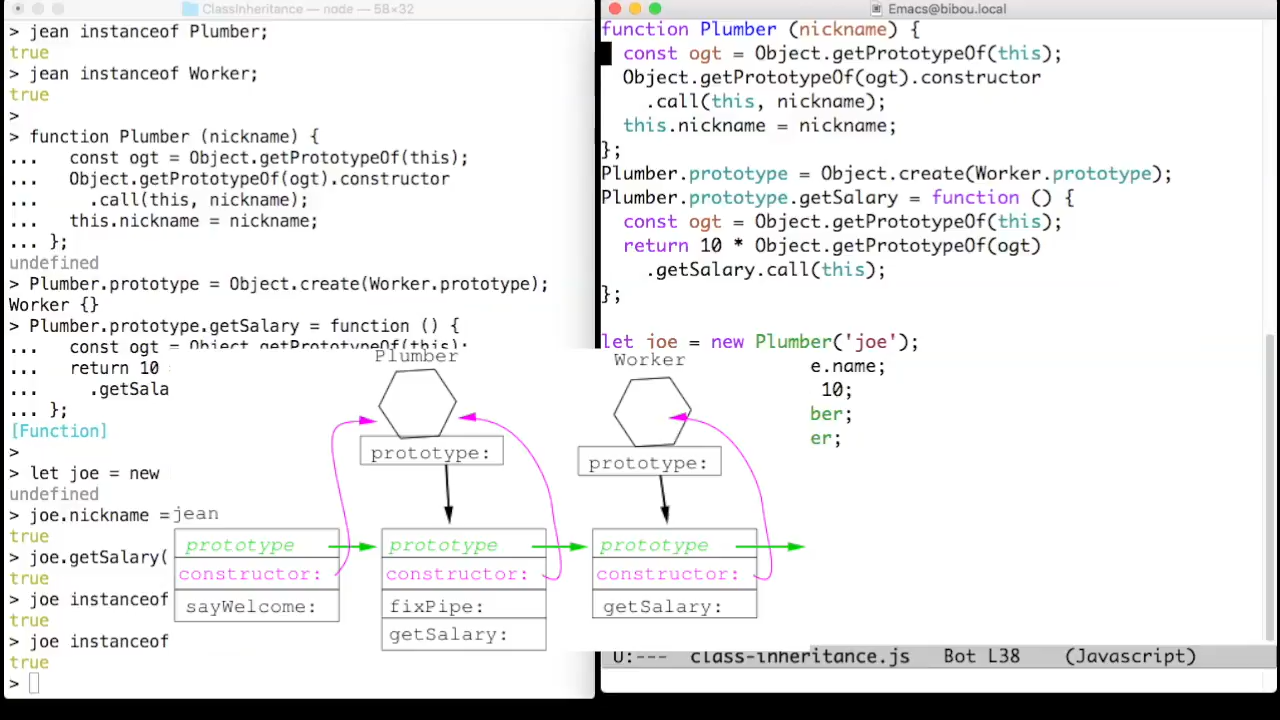 ClassInheritance — node — 58×32
> jean instanceof Plumber;
true
> jean instanceof Worker;
true
>
> function Plumber (nickname) {
...   const ogt = Object.getPrototypeOf(this);
...   Object.getPrototypeOf(ogt).constructor
...     .call(this, nickname);
...   this.nickname = nickname;
... };
undefined
> Plumber.prototype = Object.create(Worker.prototype);
Worker {}
> Plumber.prototype.getSalary = function () {
...   const ogt = Object.getPrototypeOf(this);
...   return 10
...     .getSala
... };
[Function]
>
> let joe = new
undefined
> joe.nickname =
true
> joe.getSalary(
true
> joe instanceof
true
> joe instanceof
true
>
Emacs@bibou.local
function Plumber (nickname) {
  const ogt = Object.getPrototypeOf(this);
  Object.getPrototypeOf(ogt).constructor
    .call(this, nickname);
  this.nickname = nickname;
};
Plumber.prototype = Object.create(Worker.prototype);
Plumber.prototype.getSalary = function () {
  const ogt = Object.getPrototypeOf(this);
  return 10 * Object.getPrototypeOf(ogt)
    .getSalary.call(this);
};
let joe = new Plumber('joe');
e.name;
10;
ber;
er;
U:--- class-inheritance.js Bot L38 (Javascript)
Plumber
prototype:
Worker
prototype:
jean
prototype
constructor:
sayWelcome:
prototype
constructor:
fixPipe:
getSalary:
prototype
constructor:
getSalary: